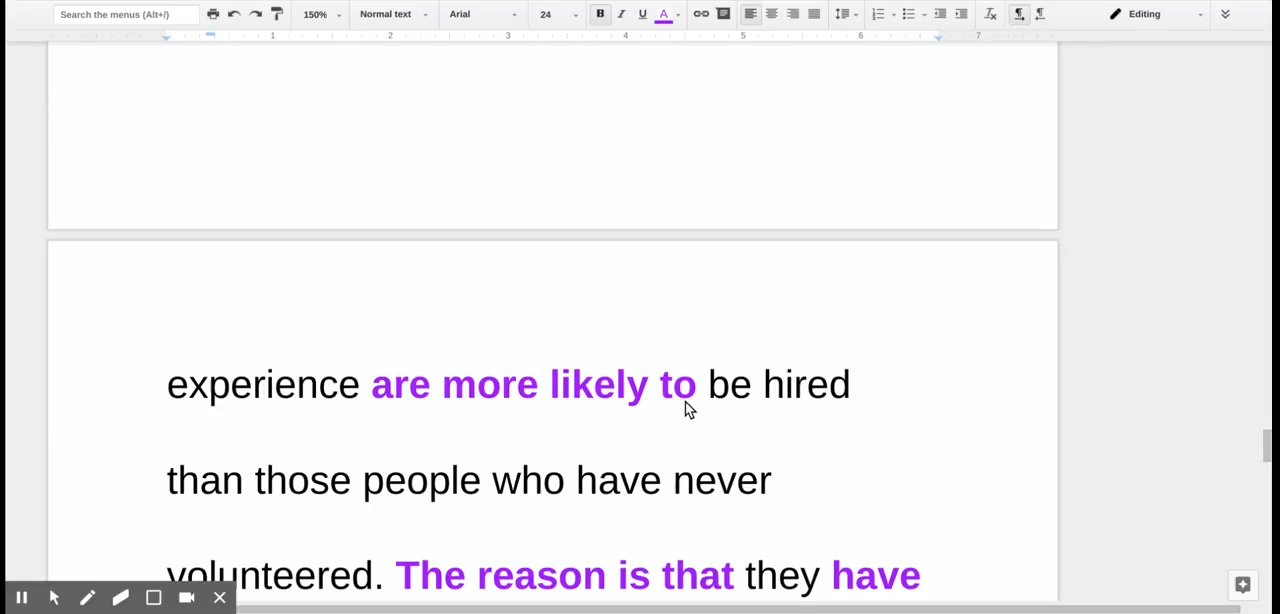 Search the menus (Alt+/) 150% Normal text Arial 24 B I U A Editing
1 2 3 4 5 6 7
experience are more likely to be hired
than those people who have never
volunteered. The reason is that they have